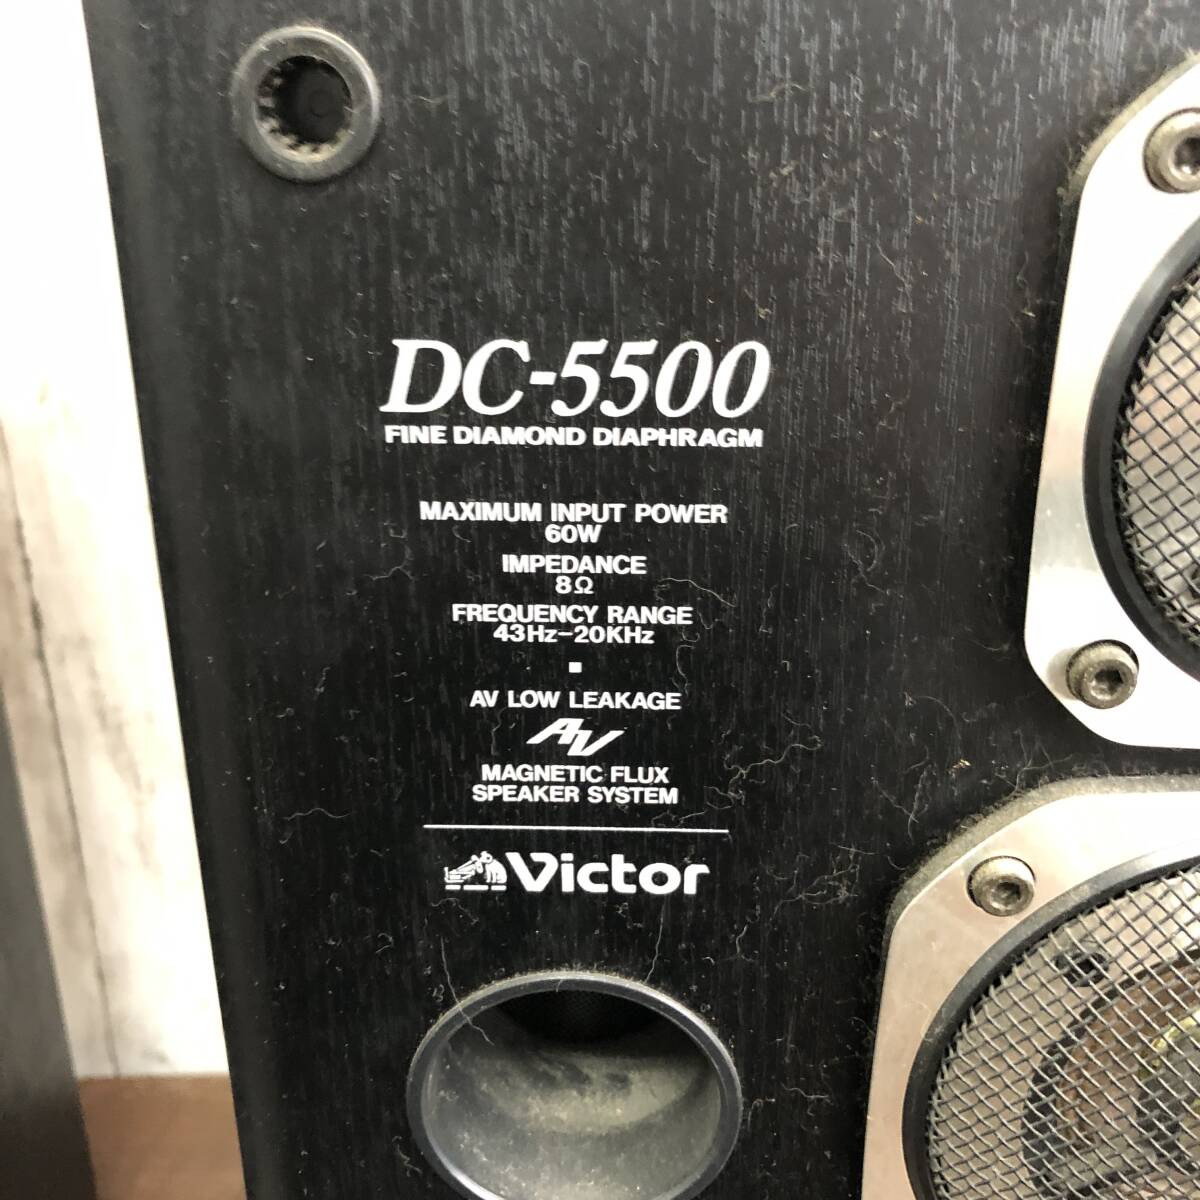 DC-5500
FINE DIAMOND DIAPHRAGM
MAXIMUM INPUT POWER
60W
IMPEDANCE
8Ω
FREQUENCY RANGE
43Hz-20KHz
AV LOW LEAKAGE
AV
MAGNETIC FLUX
SPEAKER SYSTEM
Victor